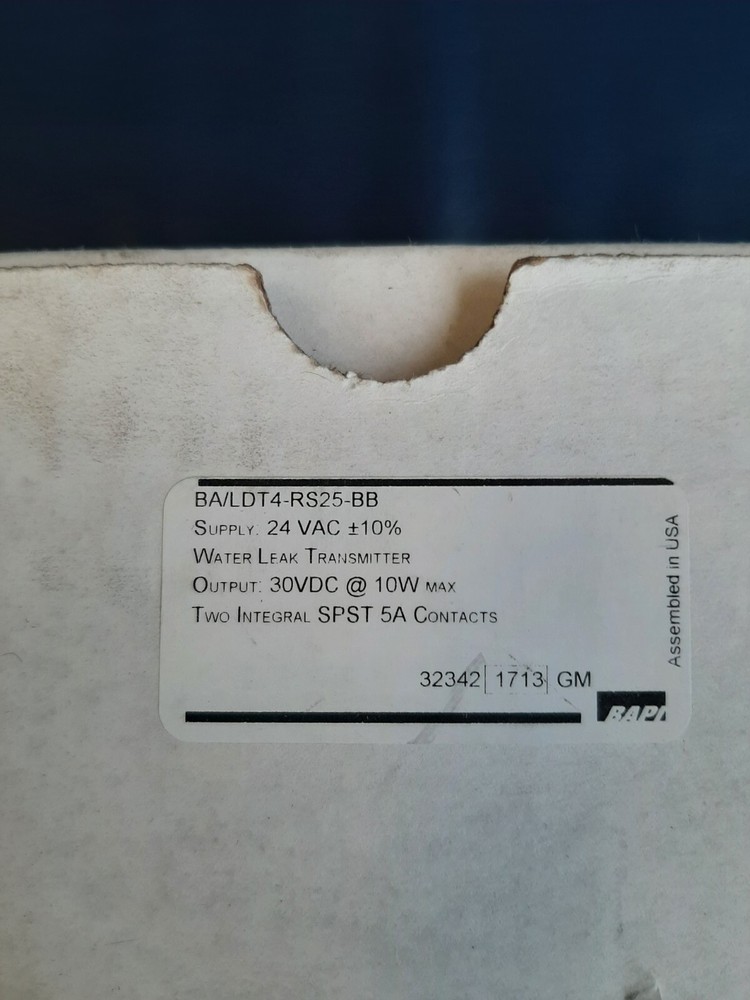 BA/LDT4-RS25-BB
SUPPLY: 24 VAC ±10%
WATER LEAK TRANSMITTER
OUTPUT: 30VDC @ 10W MAX
TWO INTEGRAL SPST 5A CONTACTS
32342 | 1713 | GM
BAPI
Assembled in USA